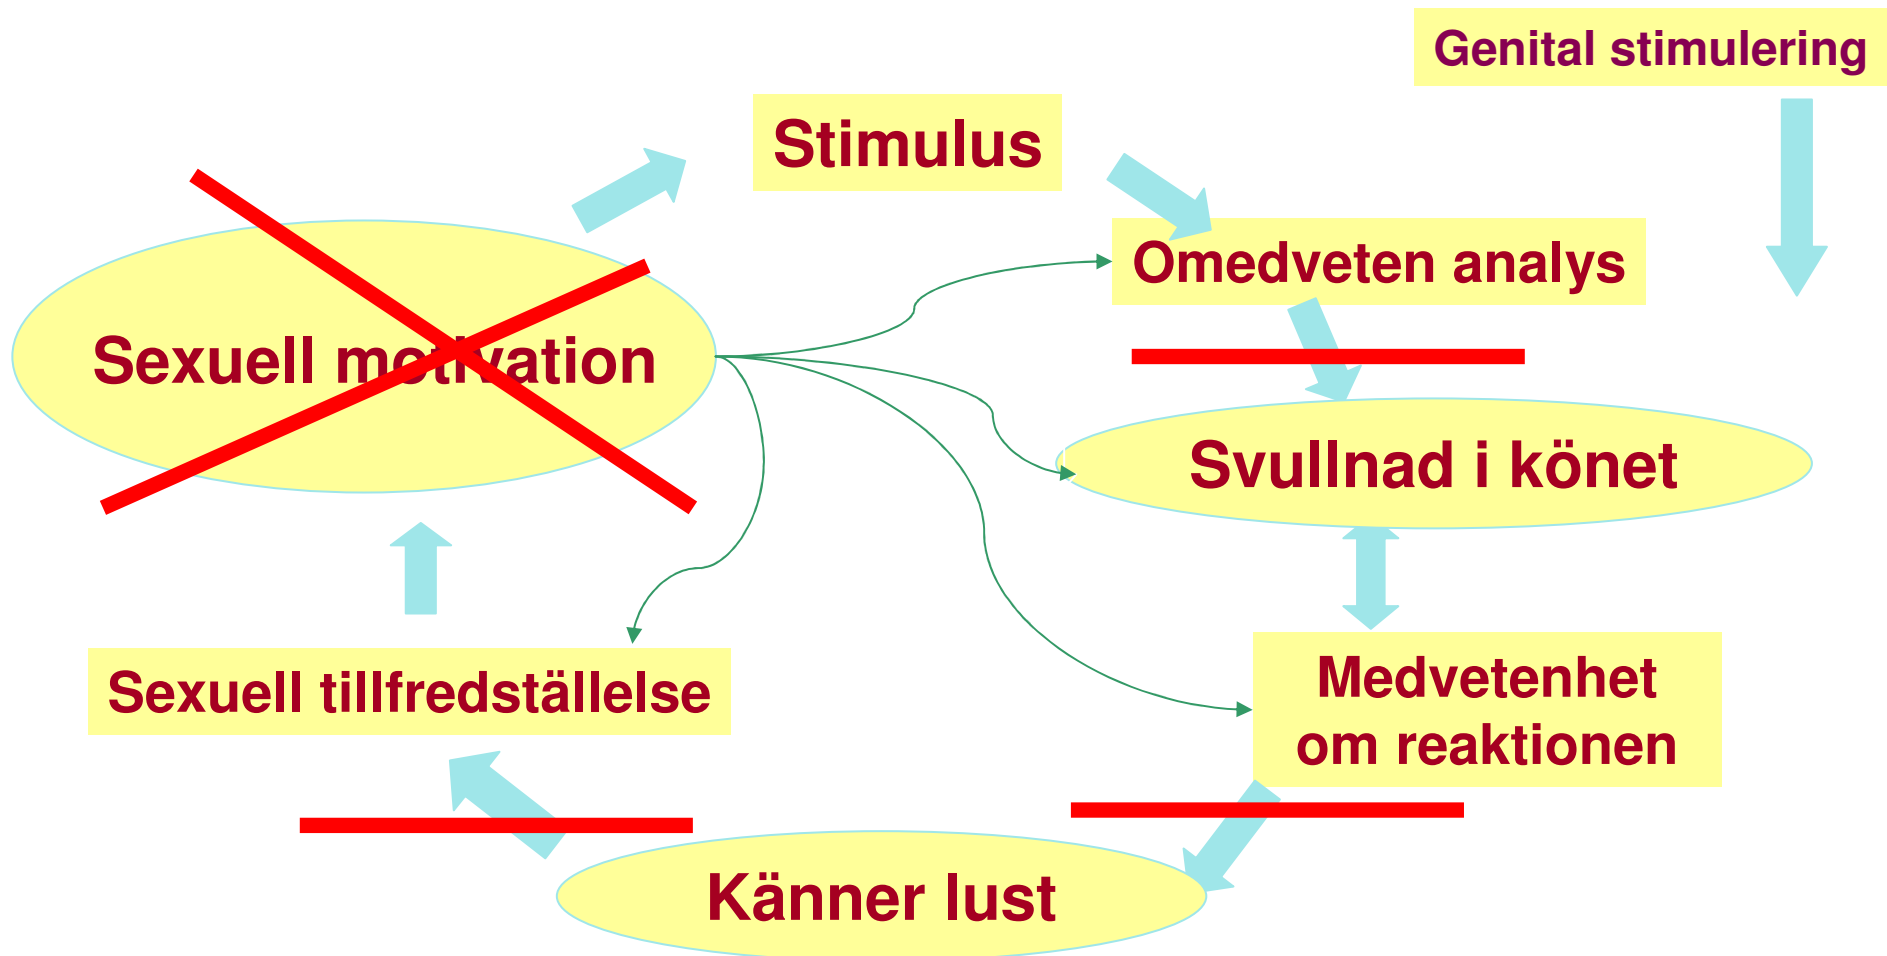 Genital stimulering
Stimulus
Omedveten analys
Sexuell motivation
Svullnad i könet
Sexuell tillfredställelse
Medvetenhet
om reaktionen
Känner lust